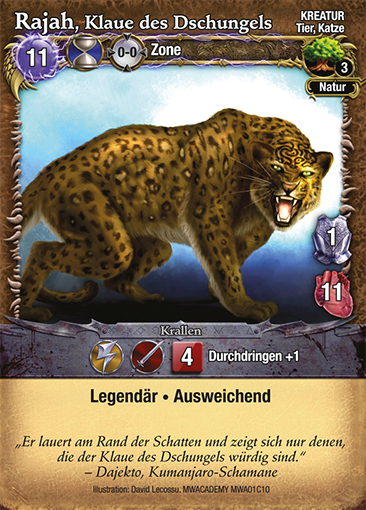 Rajah, Klaue des Dschungels
KREATUR
Tier, Katze
11
0-0
Zone
3
Natur
1
11
Krallen
4
Durchdringen +1
Legendär • Ausweichend
„Er lauert am Rand der Schatten und zeigt sich nur denen,
die der Klaue des Dschungels würdig sind.“
– Dajekto, Kumanjaro-Schamane
Illustration: David Lecossu. MWACADEMY MWA01C10